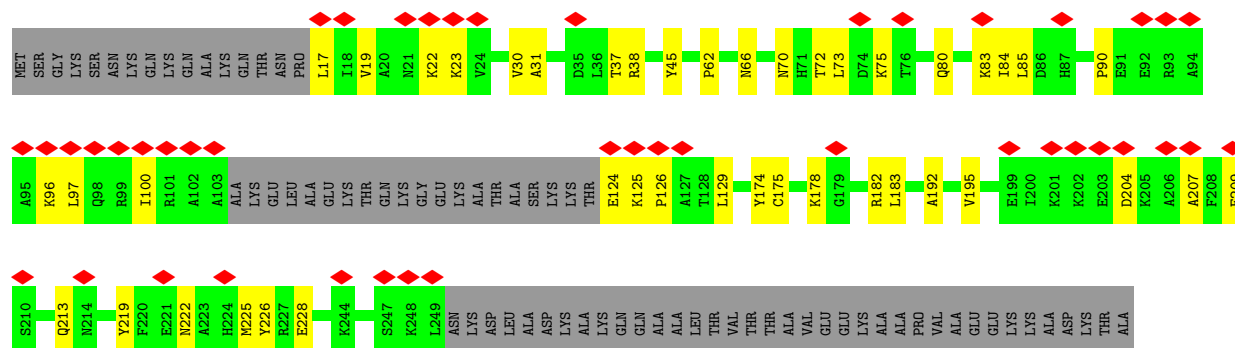 MET SER GLY LYS SER ASN LYS GLN LYS GLN ALA LYS GLN THR ASN PRO L17 I18 V19 A20 N21 K22 K23 V24 V30 A31 D35 L36 T37 R38 Y45 P62 N66 N70 H71 T72 L73 D74 K75 T76 Q80 K83 I84 L85 D86 H87 P90 E91 E92 R93 A94
A95 K96 L97 Q98 R99 I100 R101 A102 A103 ALA LYS GLU LEU ALA GLU LYS THR GLN LYS GLY GLU LYS ALA THR ALA SER LYS LYS THR E124 K125 P126 A127 T128 L129 Y174 C175 K178 G179 R182 L183 A192 V195 E199 I200 K201 K202 E203 D204 K205 A206 A207 F208 E209
S210 Q213 N214 Y219 F220 E221 N222 A223 H224 M225 Y226 R227 E228 K244 S247 K248 L249 ASN LYS ASP LEU ALA ASP LYS ALA LYS GLN GLN ALA ALA LEU THR VAL THR THR ALA VAL GLU GLU LYS ALA ALA PRO VAL ALA GLU GLU LYS LYS ALA ASP LYS THR ALA